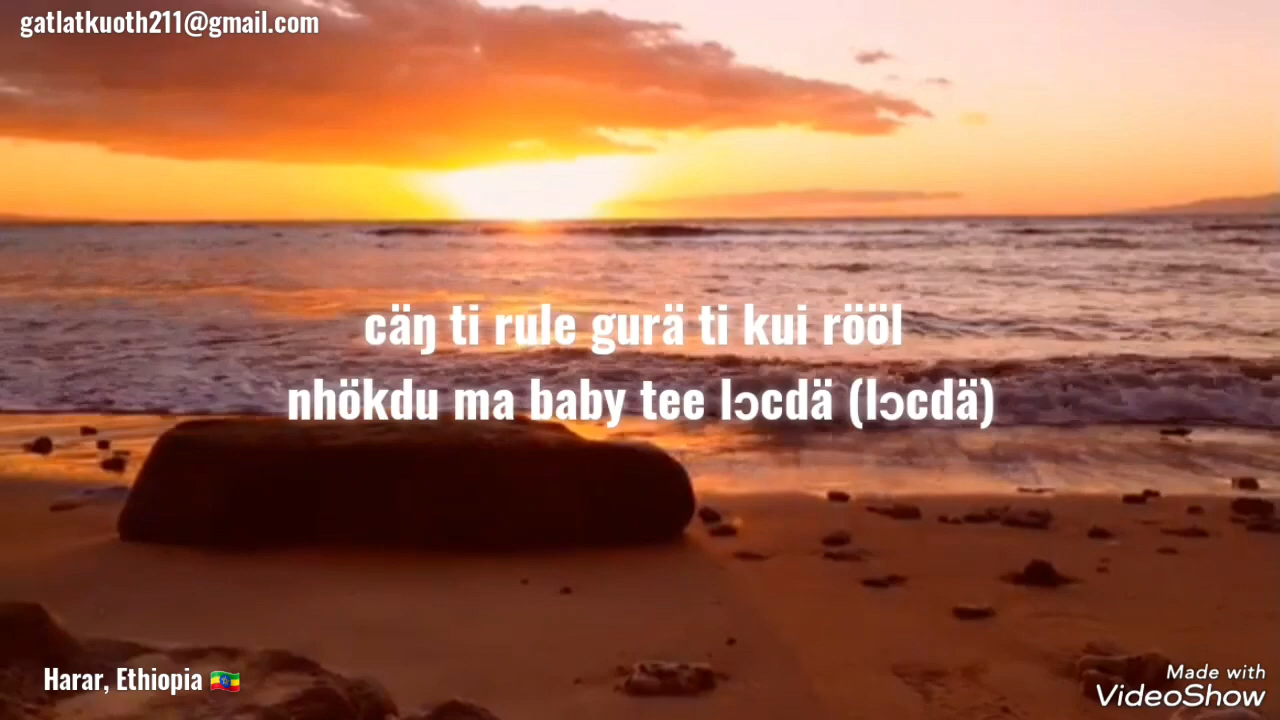 gatlatkuoth211@gmail.com
cäŋ ti rule gurä ti kui rööl
nhökdu ma baby tee lɔcdä (lɔcdä)
Harar, Ethiopia 🇪🇹
Made with
VideoShow